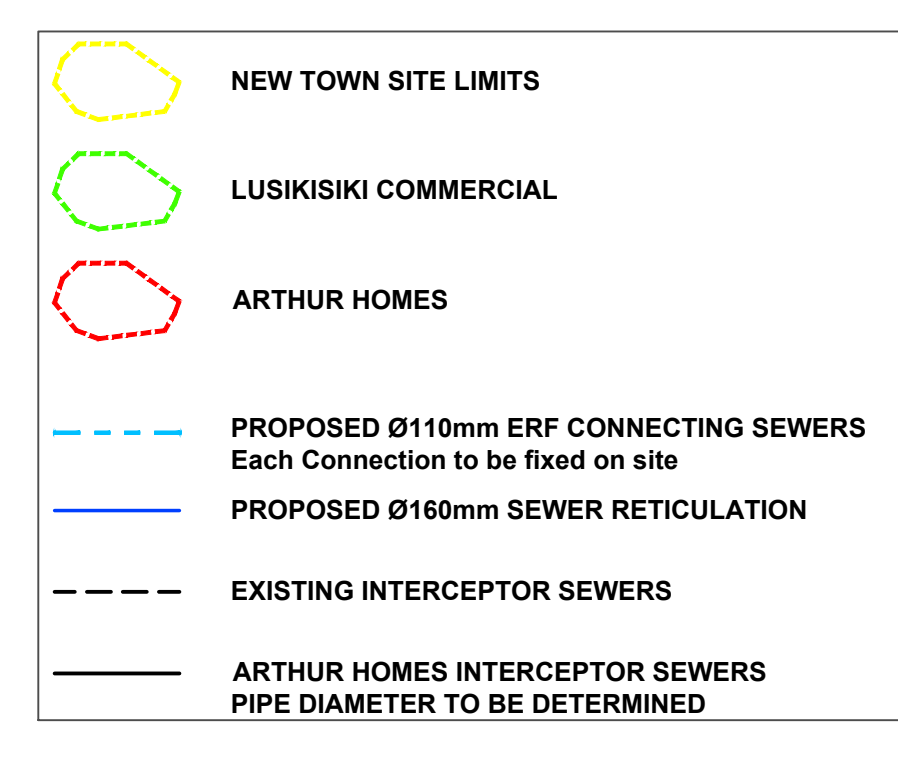 NEW TOWN SITE LIMITS
LUSIKISIKI COMMERCIAL
ARTHUR HOMES
PROPOSED Ø110mm ERF CONNECTING SEWERS
Each Connection to be fixed on site
PROPOSED Ø160mm SEWER RETICULATION
EXISTING INTERCEPTOR SEWERS
ARTHUR HOMES INTERCEPTOR SEWERS
PIPE DIAMETER TO BE DETERMINED